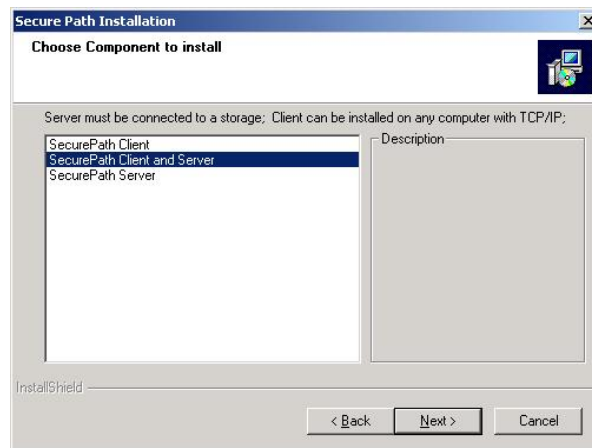 Secure Path Installation
Choose Component to install
Server must be connected to a storage; Client can be installed on any computer with TCP/IP;
SecurePath Client
SecurePath Client and Server
SecurePath Server
Description
InstallShield
< Back
Next >
Cancel